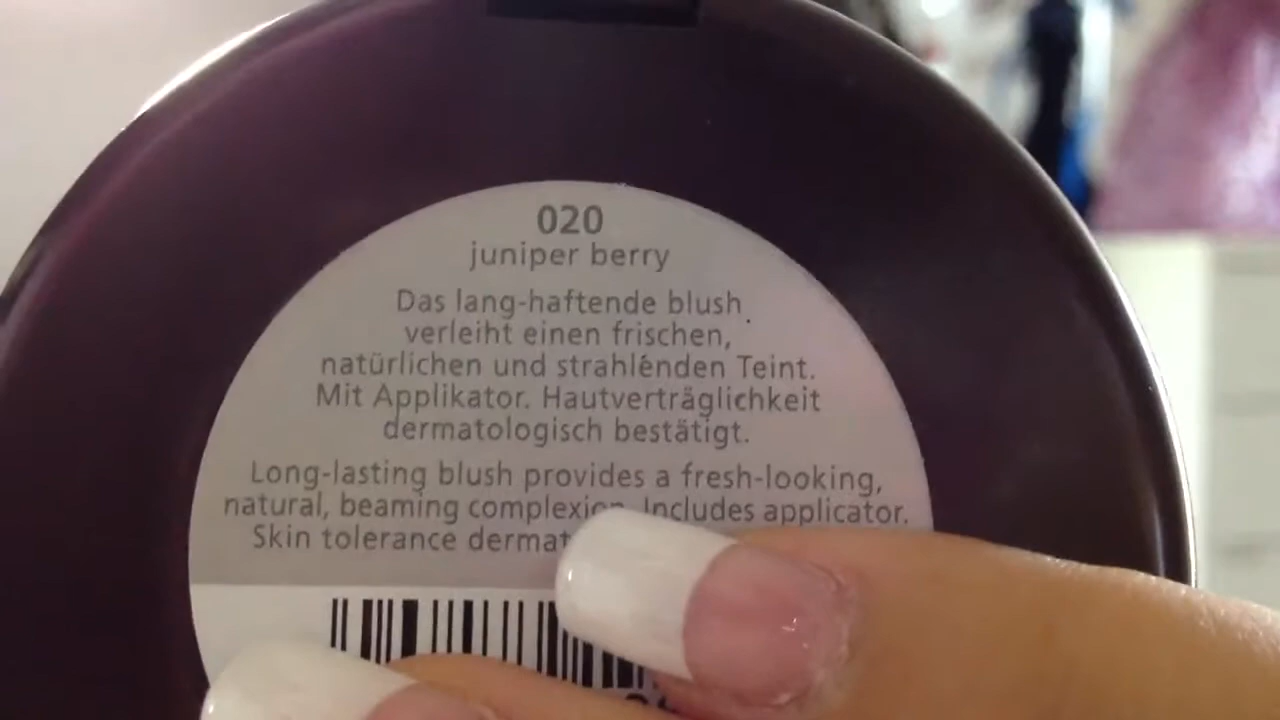 020
juniper berry
Das lang-haftende blush
verleiht einen frischen,
natürlichen und strahlenden Teint.
Mit Applikator. Hautverträglichkeit
dermatologisch bestätigt.
Long-lasting blush provides a fresh-looking,
natural, beaming complexion. Includes applicator.
Skin tolerance dermat